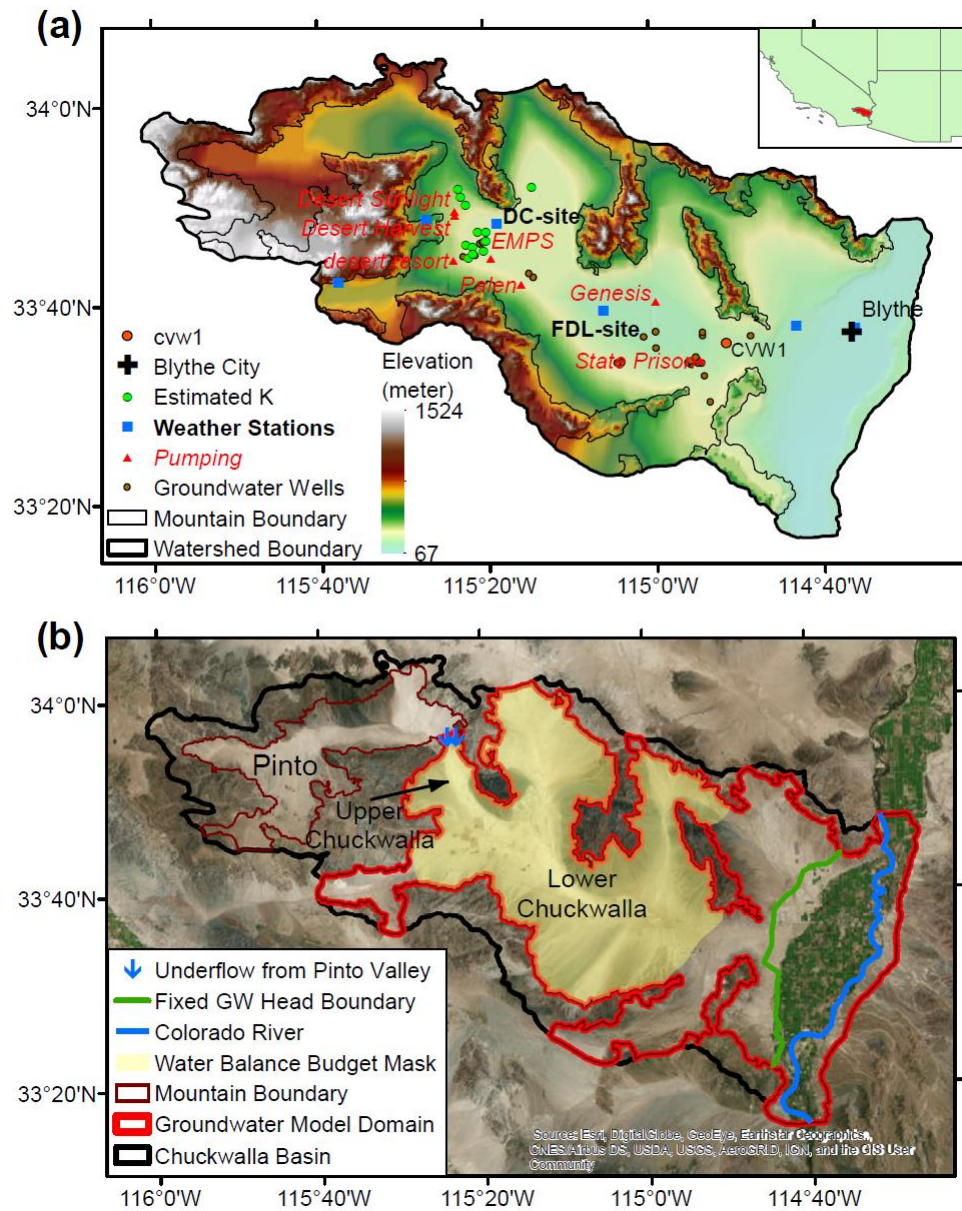 (a)
34°0'N
33°40'N
33°20'N
Desert Sunlight
DC-site
Desert Harvest
EMPS
desert resort
Palen
Genesis
Blythe
FDL-site
State Prison
CVW1
cvw1
Blythe City
Estimated K
Weather Stations
Pumping
Groundwater Wells
Mountain Boundary
Watershed Boundary
Elevation
(meter)
1524
67
116°0'W
115°40'W
115°20'W
115°0'W
114°40'W
(b)
34°0'N
33°40'N
33°20'N
Pinto
Upper
Chuckwalla
Lower
Chuckwalla
Underflow from Pinto Valley
Fixed GW Head Boundary
Colorado River
Water Balance Budget Mask
Mountain Boundary
Groundwater Model Domain
Chuckwalla Basin
Source: Esri, DigitalGlobe, GeoEye, Earthstar Geographics,
CNES/Airbus DS, USDA, USGS, AeroGRID, IGN, and the GIS User
Community
116°0'W
115°40'W
115°20'W
115°0'W
114°40'W